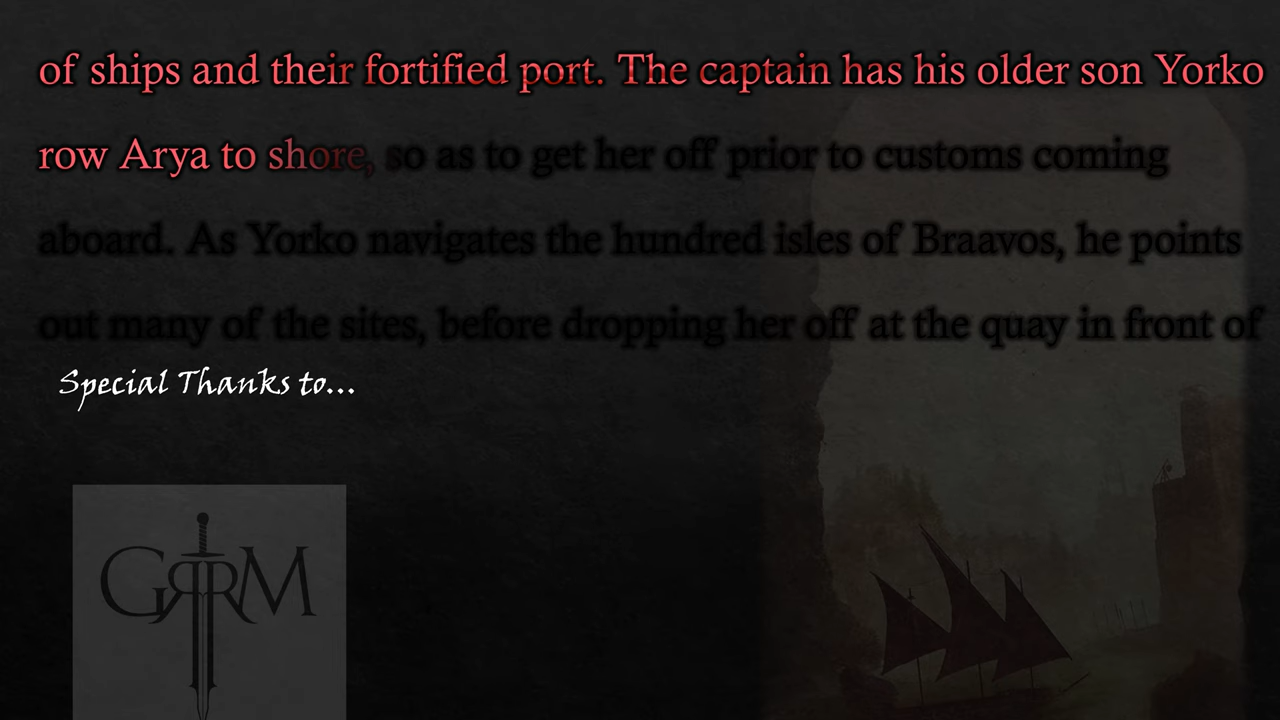 of ships and their fortified port. The captain has his older son Yorko
row Arya to shore, so as to get her off prior to customs coming
aboard. As Yorko navigates the hundred isles of Braavos, he points
out many of the sites, before dropping her off at the quay in front of
Special Thanks to...
GRRM